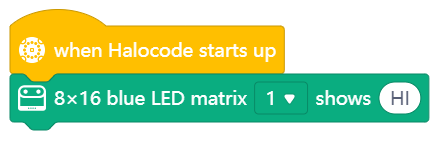 when Halocode starts up
8×16 blue LED matrix 1 shows HI